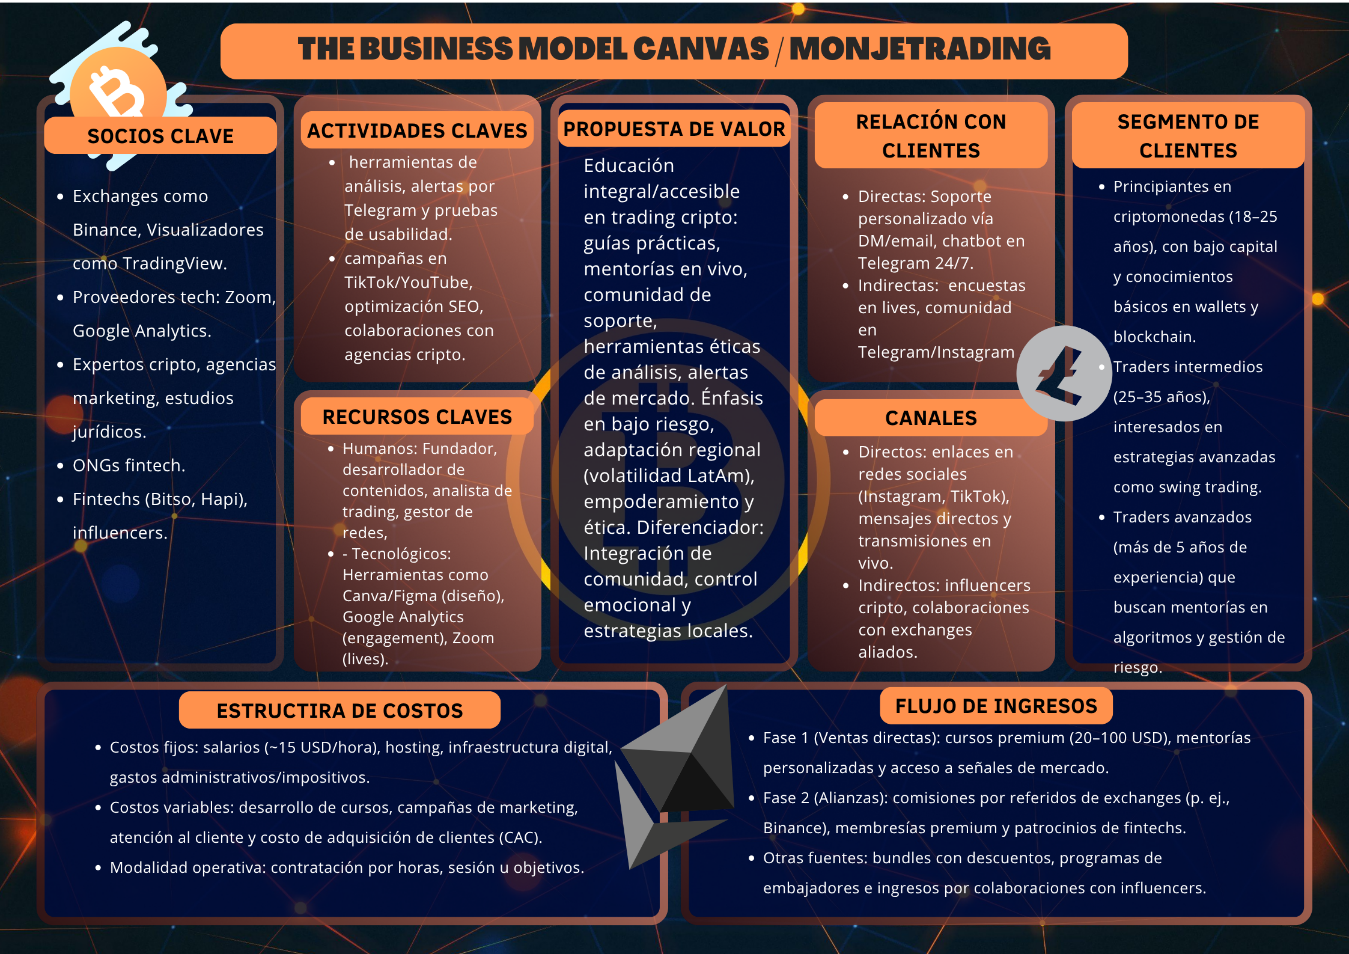 THE BUSINESS MODEL CANVAS / MONJETRADING
SOCIOS CLAVE
• Exchanges como
Binance, Visualizadores
como TradingView.
• Proveedores tech: Zoom,
Google Analytics.
• Expertos cripto, agencias
marketing, estudios
jurídicos.
• ONGs fintech.
• Fintechs (Bitso, Hapi),
influencers.
ACTIVIDADES CLAVES
• herramientas de
análisis, alertas por
Telegram y pruebas
de usabilidad.
• campañas en
TikTok/YouTube,
optimización SEO,
colaboraciones con
agencias cripto.
RECURSOS CLAVES
• Humanos: Fundador,
desarrollador de
contenidos, analista de
trading, gestor de
redes,
• - Tecnológicos:
Herramientas como
Canva/Figma (diseño),
Google Analytics
(engagement), Zoom
(lives).
PROPUESTA DE VALOR
Educación
integral/accesible
en trading cripto:
guías prácticas,
mentorías en vivo,
comunidad de
soporte,
herramientas éticas
de análisis, alertas
de mercado. Énfasis
en bajo riesgo,
adaptación regional
(volatilidad LatAm),
empoderamiento y
ética. Diferenciador:
Integración de
comunidad, control
emocional y
estrategias locales.
RELACIÓN CON
CLIENTES
• Directas: Soporte
personalizado vía
DM/email, chatbot en
Telegram 24/7.
• Indirectas: encuestas
en lives, comunidad
en
Telegram/Instagram
CANALES
• Directos: enlaces en
redes sociales
(Instagram, TikTok),
mensajes directos y
transmisiones en
vivo.
• Indirectos: influencers
cripto, colaboraciones
con exchanges
aliados.
SEGMENTO DE
CLIENTES
• Principiantes en
criptomonedas (18–25
años), con bajo capital
y conocimientos
básicos en wallets y
blockchain.
• Traders intermedios
(25–35 años),
interesados en
estrategias avanzadas
como swing trading.
• Traders avanzados
(más de 5 años de
experiencia) que
buscan mentorías en
algoritmos y gestión de
riesgo.
ESTRUCTIRA DE COSTOS
• Costos fijos: salarios (~15 USD/hora), hosting, infraestructura digital,
gastos administrativos/impositivos.
• Costos variables: desarrollo de cursos, campañas de marketing,
atención al cliente y costo de adquisición de clientes (CAC).
• Modalidad operativa: contratación por horas, sesión u objetivos.
FLUJO DE INGRESOS
• Fase 1 (Ventas directas): cursos premium (20–100 USD), mentorías
personalizadas y acceso a señales de mercado.
• Fase 2 (Alianzas): comisiones por referidos de exchanges (p. ej.,
Binance), membresías premium y patrocinios de fintechs.
• Otras fuentes: bundles con descuentos, programas de
embajadores e ingresos por colaboraciones con influencers.